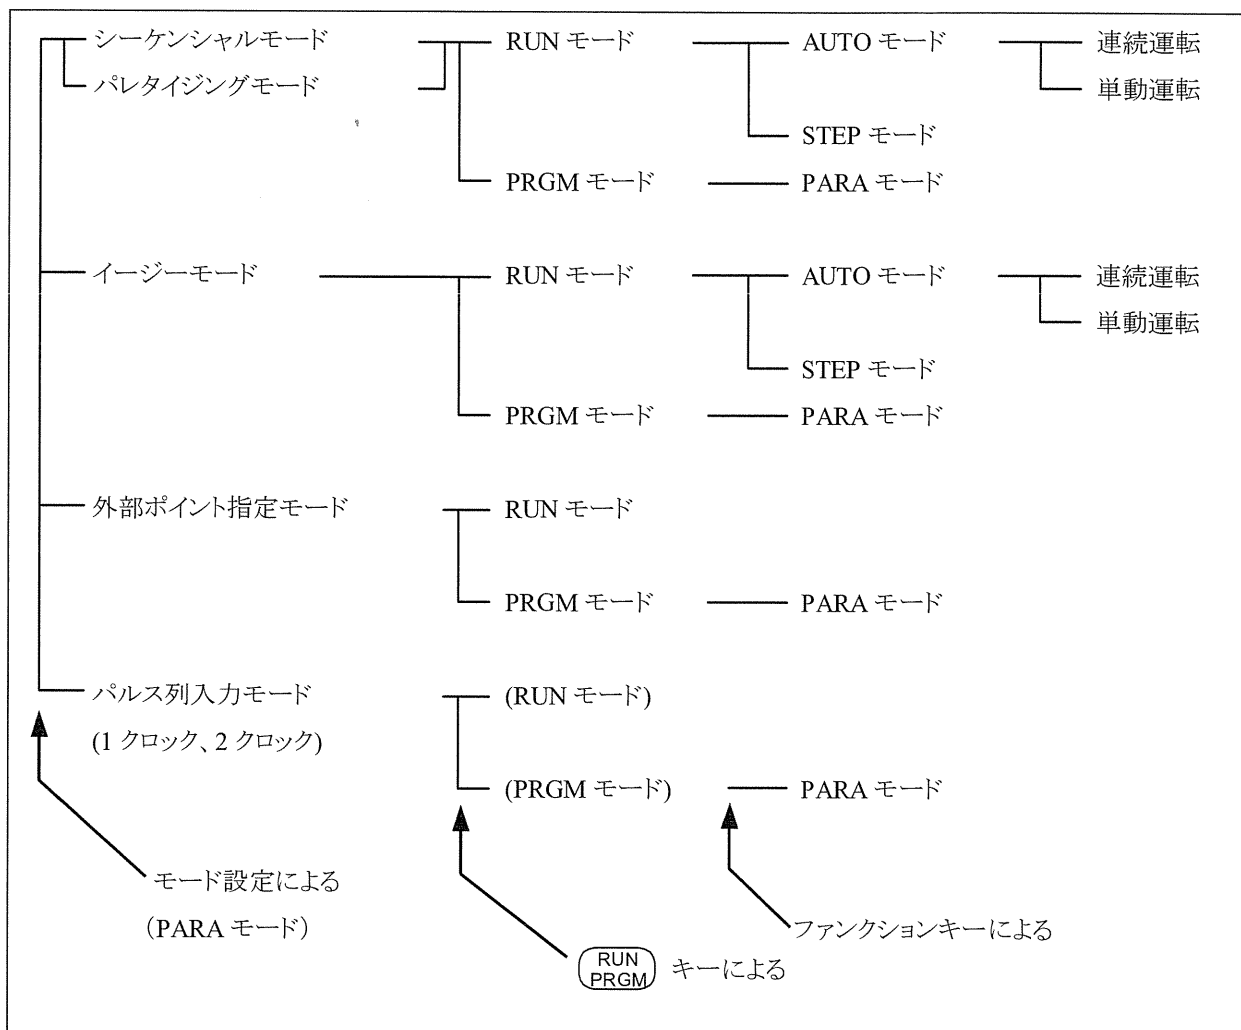 シーケンシャルモード RUN モード AUTO モード 連続運転
パレタイジングモード 単動運転
STEP モード
PRGM モード PARA モード
イージーモード RUN モード AUTO モード 連続運転
単動運転
STEP モード
PRGM モード PARA モード
外部ポイント指定モード RUN モード
PRGM モード PARA モード
パルス列入力モード (RUN モード)
(1 クロック、2 クロック)
(PRGM モード) PARA モード
モード設定による
（PARA モード）
ファンクションキーによる
RUN
PRGM キーによる